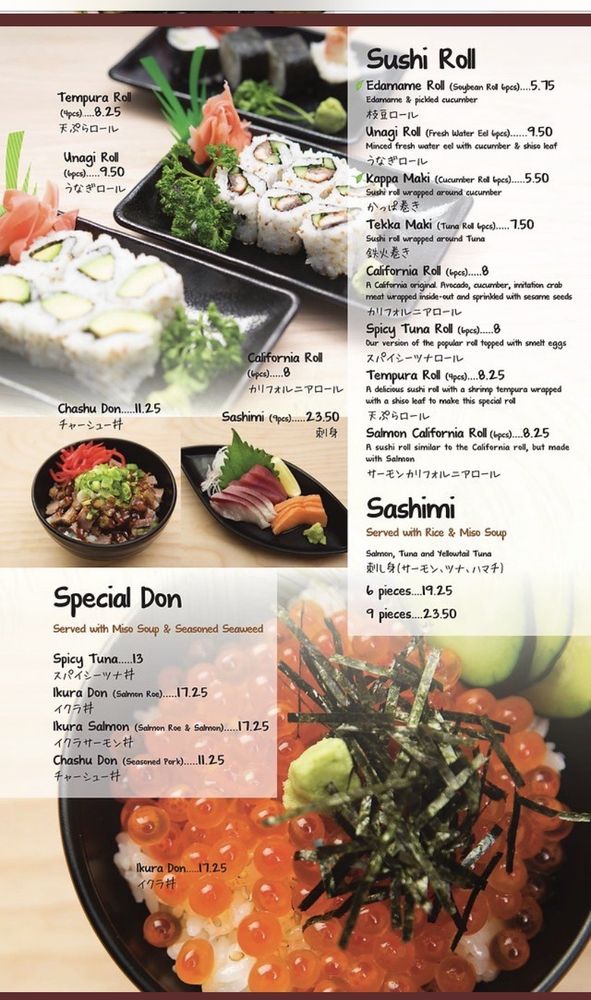 Tempura Roll
(4pcs).....8.25
天ぷらロール
Unagi Roll
(6pcs).....9.50
うなぎロール
California Roll
(6pcs).....8
カリフォルニアロール
Chashu Don.....11.25
チャーシュー丼
Sashimi (9pcs).....23.50
刺身
Sushi Roll
Edamame Roll (Soybean Roll 6pcs)....5.75
Edamame & pickled cucumber
枝豆ロール
Unagi Roll (Fresh Water Eel 6pcs)......9.50
Minced fresh water eel with cucumber & shiso leaf
うなぎロール
Kappa Maki (Cucumber Roll 6pcs).....5.50
Sushi roll wrapped around cucumber
かっぱ巻き
Tekka Maki (Tuna Roll 6pcs).....7.50
Sushi roll wrapped around Tuna
鉄火巻き
California Roll (6pcs).....8
A California original. Avocado, cucumber, imitation crab
meat wrapped inside-out and sprinkled with sesame seeds
カリフォルニアロール
Spicy Tuna Roll (6pcs).....8
Our version of the popular roll topped with smelt eggs
スパイシーツナロール
Tempura Roll (4pcs)....8.25
A delicious sushi roll with a shrimp tempura wrapped
with a shiso leaf to make this special roll
天ぷらロール
Salmon California Roll (6pcs)....8.25
A sushi roll similar to the California roll, but made
with Salmon
サーモンカリフォルニアロール
Sashimi
Served with Rice & Miso Soup
Salmon, Tuna and Yellowtail Tuna
刺し身(サーモン、ツナ、ハマチ)
6 pieces....19.25
9 pieces....23.50
Special Don
Served with Miso Soup & Seasoned Seaweed
Spicy Tuna.....13
スパイシーツナ丼
Ikura Don (Salmon Roe).....17.25
イクラ丼
Ikura Salmon (Salmon Roe & Salmon).....17.25
イクラサーモン丼
Chashu Don (Seasoned Pork).....11.25
チャーシュー丼
Ikura Don....17.25
イクラ丼